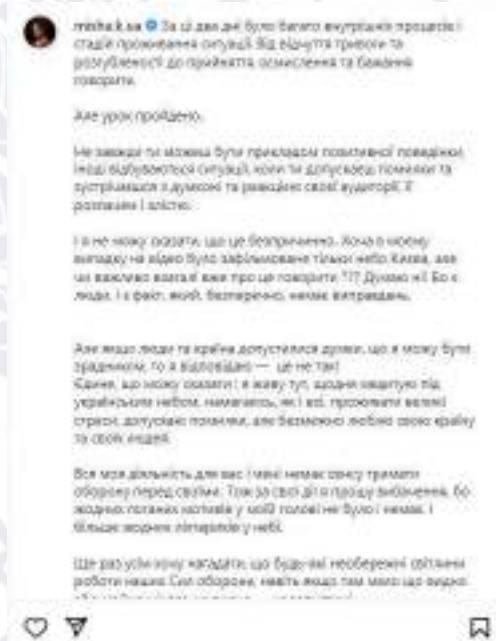 misha.k.ua За ці два дні було багато внутрішніх процесів і
стадій проживання ситуації. Від відчуття тривоги та
розгубленості до прийняття, осмислення та бажання
говорити.
Але урок пройдено.
Не завжди ти можеш бути прикладом позитивної поведінки,
іноді відбуваються ситуації, коли ти допускаєш помилки та
зустрічаєшся з думкою та реакцією своєї аудиторії, її
розпачем і злістю.
І я не можу сказати, що це безпричинно. Хоча в моєму
випадку на відео було зафільмоване тільки небо Києва, але
чи важливо взагалі вже про це говорити ?!? Думаю ні! Бо є
люди. І є факт, який, безперечно, немає виправдань.
Але якщо люди та країна допустилися думки, що я можу бути
зрадником, то я відповідаю — це не так!
Єдине, що можу сказати: я живу тут, щодня
під
українським небом, намагаюсь, як і всі, проживати великі
страхи, допускаю помилки, але безмежно люблю свою країну
та своїх людей.
Вся моя діяльність для вас і мені немає сенсу тримати
оборону перед своїми. Тож за свої дії я прошу вибачення, бо
жодних поганих мотивів у моїй голові не було і немає. І
більше жодних
у небі.
Ще раз усім хочу нагадати, що будь-які необережні світлини
роботи наших Сил оборони, навіть якщо там мало що видно